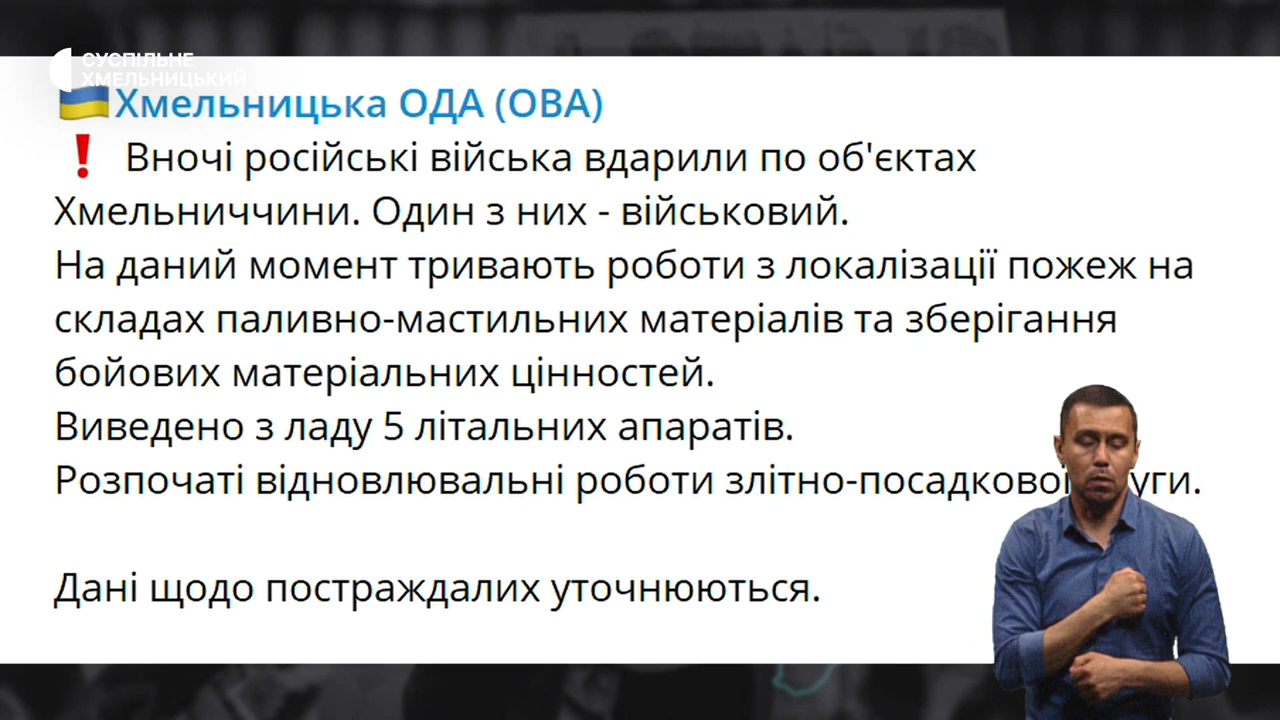 СУСПІЛЬНЕ
ХМЕЛЬНИЦЬКИЙ
Хмельницька ОДА (ОВА)
Вночі російські війська вдарили по об'єктах
Хмельниччини. Один з них - військовий.
На даний момент тривають роботи з локалізації пожеж на
складах паливно-мастильних матеріалів та зберігання
бойових матеріальних цінностей.
Виведено з ладу 5 літальних апаратів.
Розпочаті відновлювальні роботи злітно-посадкової
Дані щодо постраждалих уточнюються.